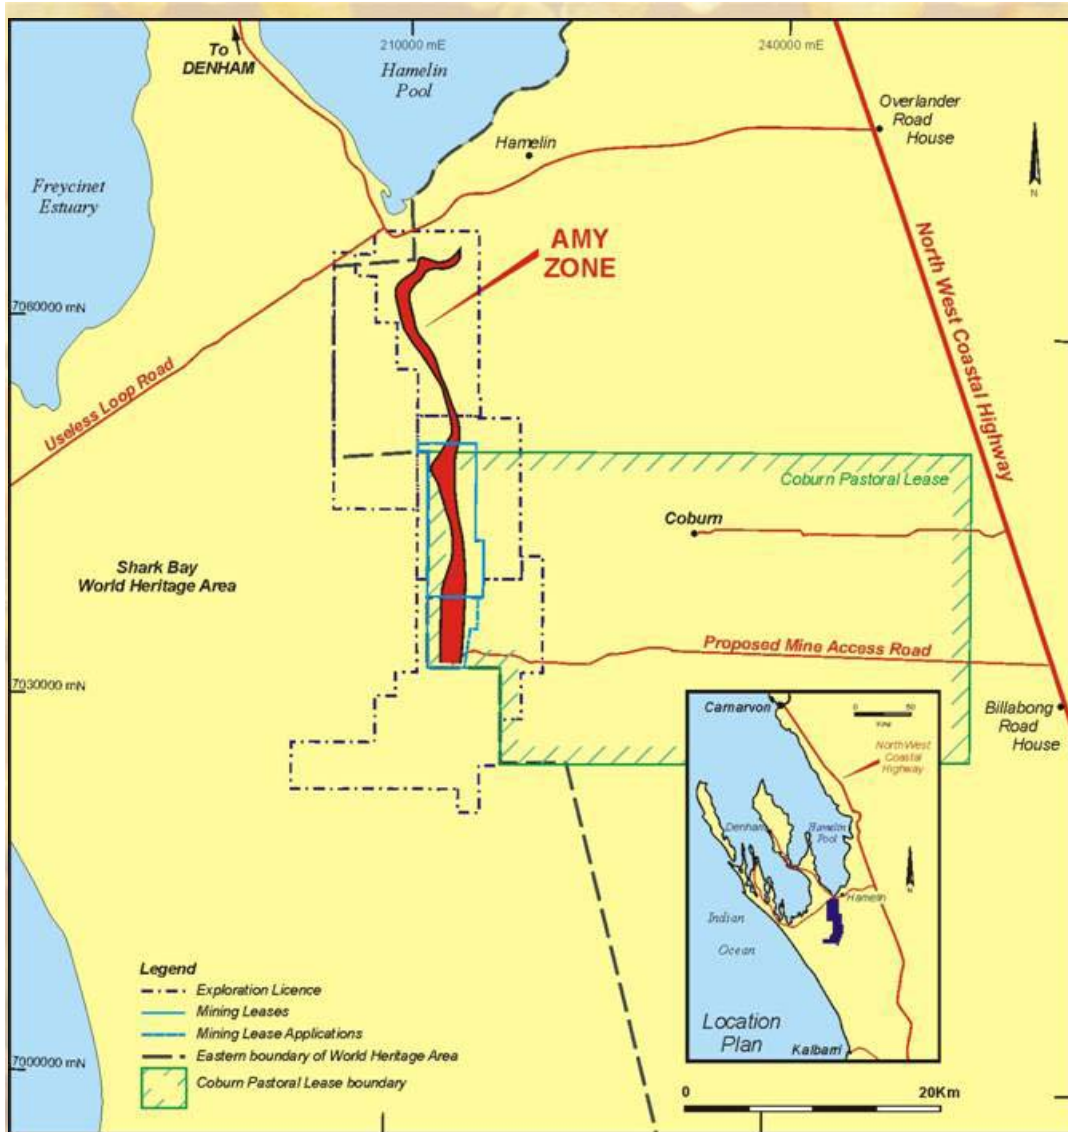 To
DENHAM
210000 mE
240000 mE
Hamelin
Pool
Overlander
Road
House
Hamelin
N
Freycinet
Estuary
AMY
ZONE
North West Coastal Highway
7060000 mN
Useless Loop Road
Coburn Pastoral Lease
Coburn
Shark Bay
World Heritage Area
Proposed Mine Access Road
7030000 mN
Billabong
Road
House
Carnarvon
0
50
North West
Coastal
Highway
Denham
Hamelin
Pool
Hamelin
Indian
Ocean
Location
Plan
Kalbarri
Legend
Exploration Licence
Mining Leases
Mining Lease Applications
Eastern boundary of World Heritage Area
Coburn Pastoral Lease boundary
7000000 mN
0
20Km